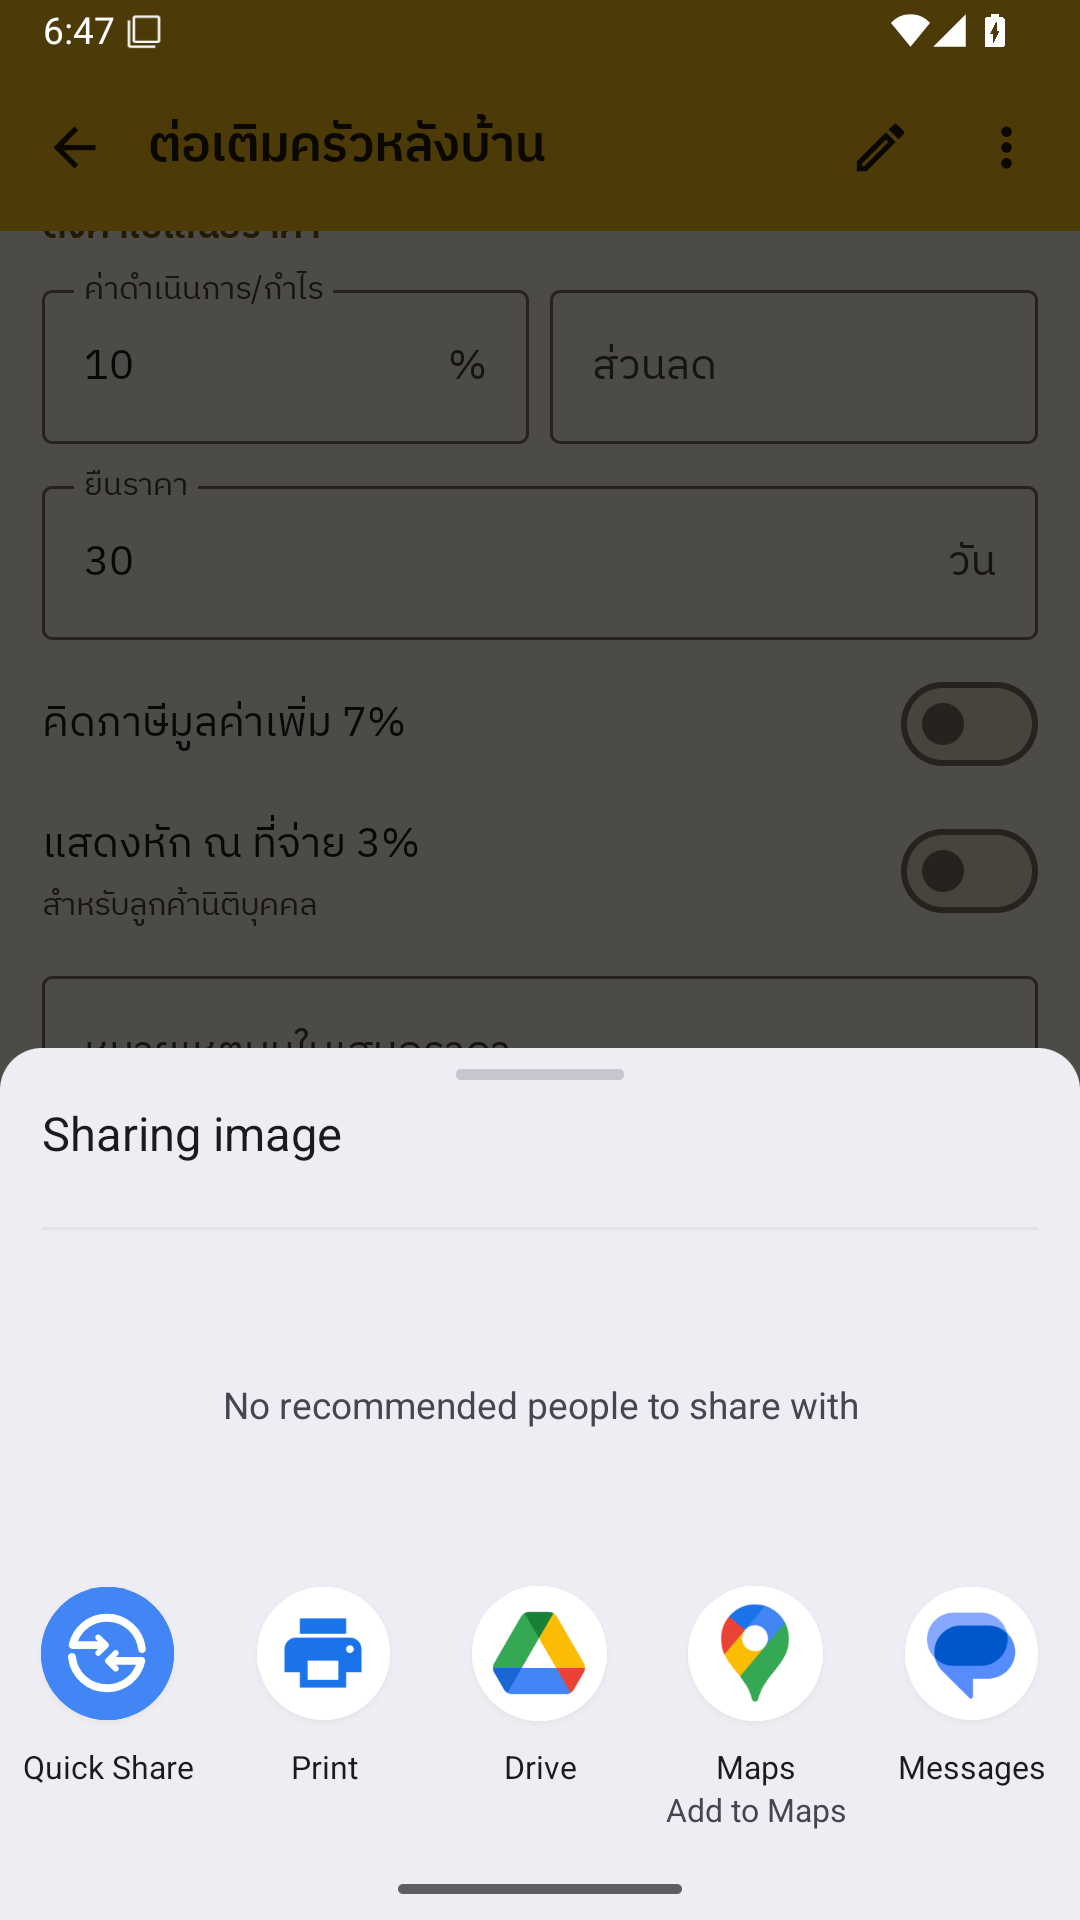 6:47
ต่อเติมครัวหลังบ้าน
ค่าดำเนินการ/กำไร
10 %
ส่วนลด
ยืนราคา
30 วัน
คิดภาษีมูลค่าเพิ่ม 7%
แสดงหัก ณ ที่จ่าย 3%
สำหรับลูกค้านิติบุคคล
Sharing image
No recommended people to share with
Quick Share
Print
Drive
Maps
Add to Maps
Messages